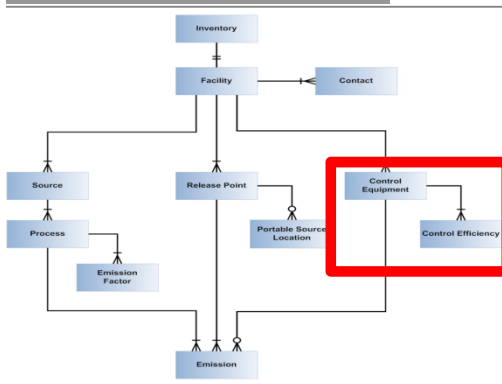 Inventory
Facility
Contact
Source
Release Point
Control
Equipment
Process
Portable Source
Location
Control Efficiency
Emission
Factor
Emission